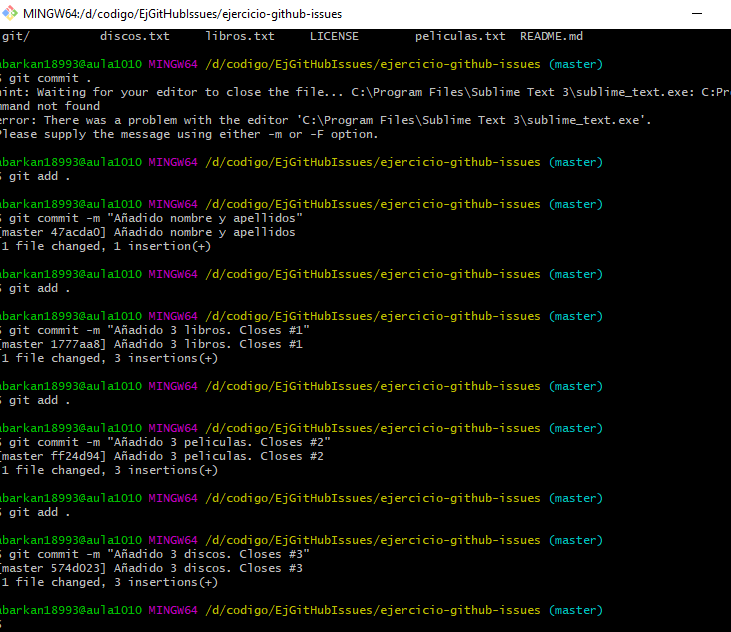 MINGW64:/d/codigo/EjGitHubIssues/ejercicio-github-issues
git/ discos.txt libros.txt LICENSE peliculas.txt README.md
abarkan18993@aula1010 MINGW64 /d/codigo/EjGitHubIssues/ejercicio-github-issues (master)
$ git commit .
hint: Waiting for your editor to close the file... C:\Program Files\Sublime Text 3\sublime_text.exe: C:Pr
mmand not found
error: There was a problem with the editor 'C:\Program Files\Sublime Text 3\sublime_text.exe'.
Please supply the message using either -m or -F option.
abarkan18993@aula1010 MINGW64 /d/codigo/EjGitHubIssues/ejercicio-github-issues (master)
$ git add .
abarkan18993@aula1010 MINGW64 /d/codigo/EjGitHubIssues/ejercicio-github-issues (master)
$ git commit -m "Añadido nombre y apellidos"
[master 47acda0] Añadido nombre y apellidos
1 file changed, 1 insertion(+)
abarkan18993@aula1010 MINGW64 /d/codigo/EjGitHubIssues/ejercicio-github-issues (master)
$ git add .
abarkan18993@aula1010 MINGW64 /d/codigo/EjGitHubIssues/ejercicio-github-issues (master)
$ git commit -m "Añadido 3 libros. Closes #1"
[master 1777aa8] Añadido 3 libros. Closes #1
1 file changed, 3 insertions(+)
abarkan18993@aula1010 MINGW64 /d/codigo/EjGitHubIssues/ejercicio-github-issues (master)
$ git add .
abarkan18993@aula1010 MINGW64 /d/codigo/EjGitHubIssues/ejercicio-github-issues (master)
$ git commit -m "Añadido 3 peliculas. Closes #2"
[master ff24d94] Añadido 3 peliculas. Closes #2
1 file changed, 3 insertions(+)
abarkan18993@aula1010 MINGW64 /d/codigo/EjGitHubIssues/ejercicio-github-issues (master)
$ git add .
abarkan18993@aula1010 MINGW64 /d/codigo/EjGitHubIssues/ejercicio-github-issues (master)
$ git commit -m "Añadido 3 discos. Closes #3"
[master 574d023] Añadido 3 discos. Closes #3
1 file changed, 3 insertions(+)
abarkan18993@aula1010 MINGW64 /d/codigo/EjGitHubIssues/ejercicio-github-issues (master)
$